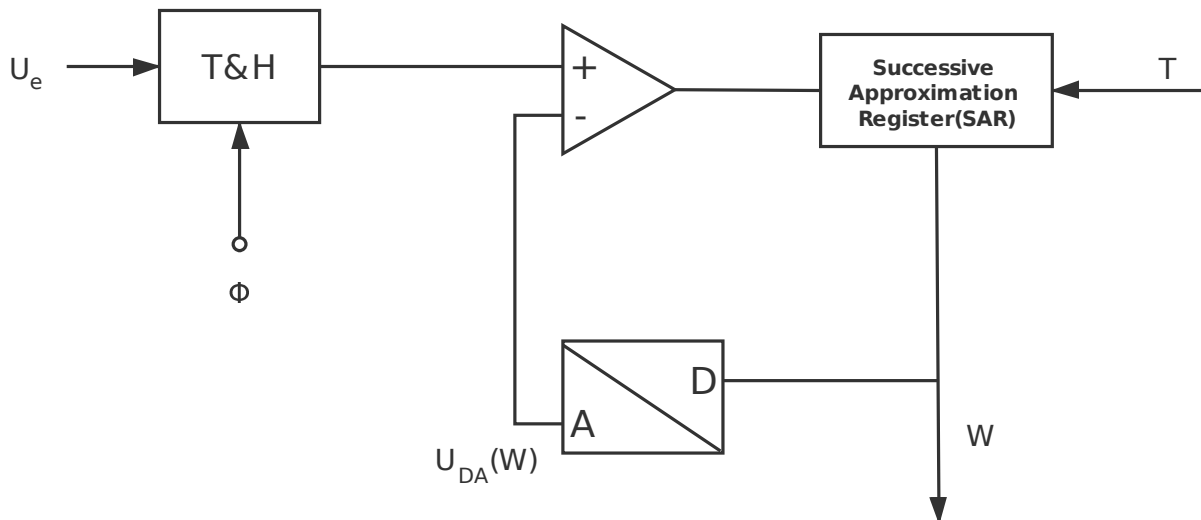 U_e
T&H
+
-
Successive
Approximation
Register(SAR)
T
Φ
D
A
U_DA(W)
W